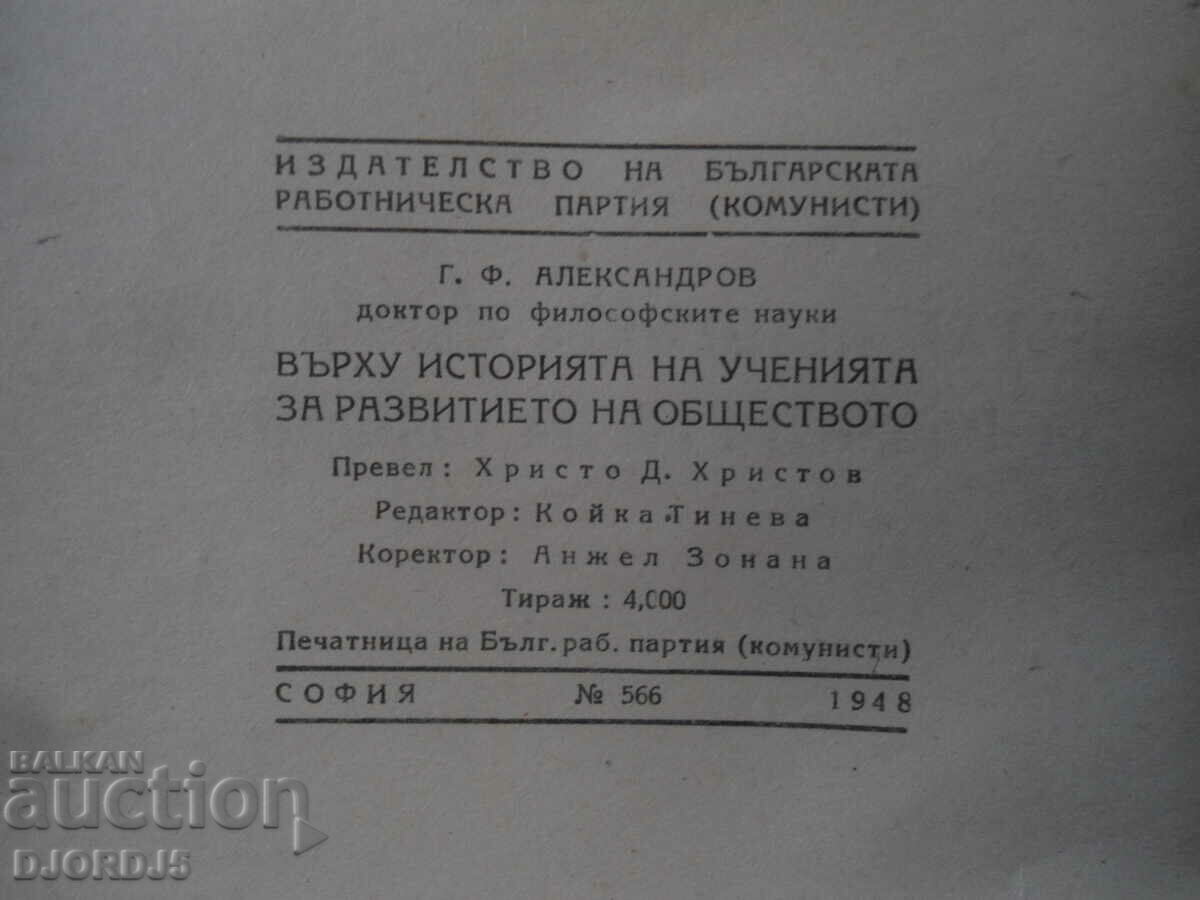 ИЗДАТЕЛСТВО НА БЪЛГАРСКАТА
РАБОТНИЧЕСКА ПАРТИЯ (КОМУНИСТИ)
Г. Ф. АЛЕКСАНДРОВ
доктор по философските науки
ВЪРХУ ИСТОРИЯТА НА УЧЕНИЯТА
ЗА РАЗВИТИЕТО НА ОБЩЕСТВОТО
Превел: Христо Д. Христов
Редактор: Койка Тинева
Коректор: Анжел Зонана
Тираж: 4,000
Печатница на Бълг. раб. партия (комунисти)
СОФИЯ № 566 1948
BALKAN
auction
DJORDJ5